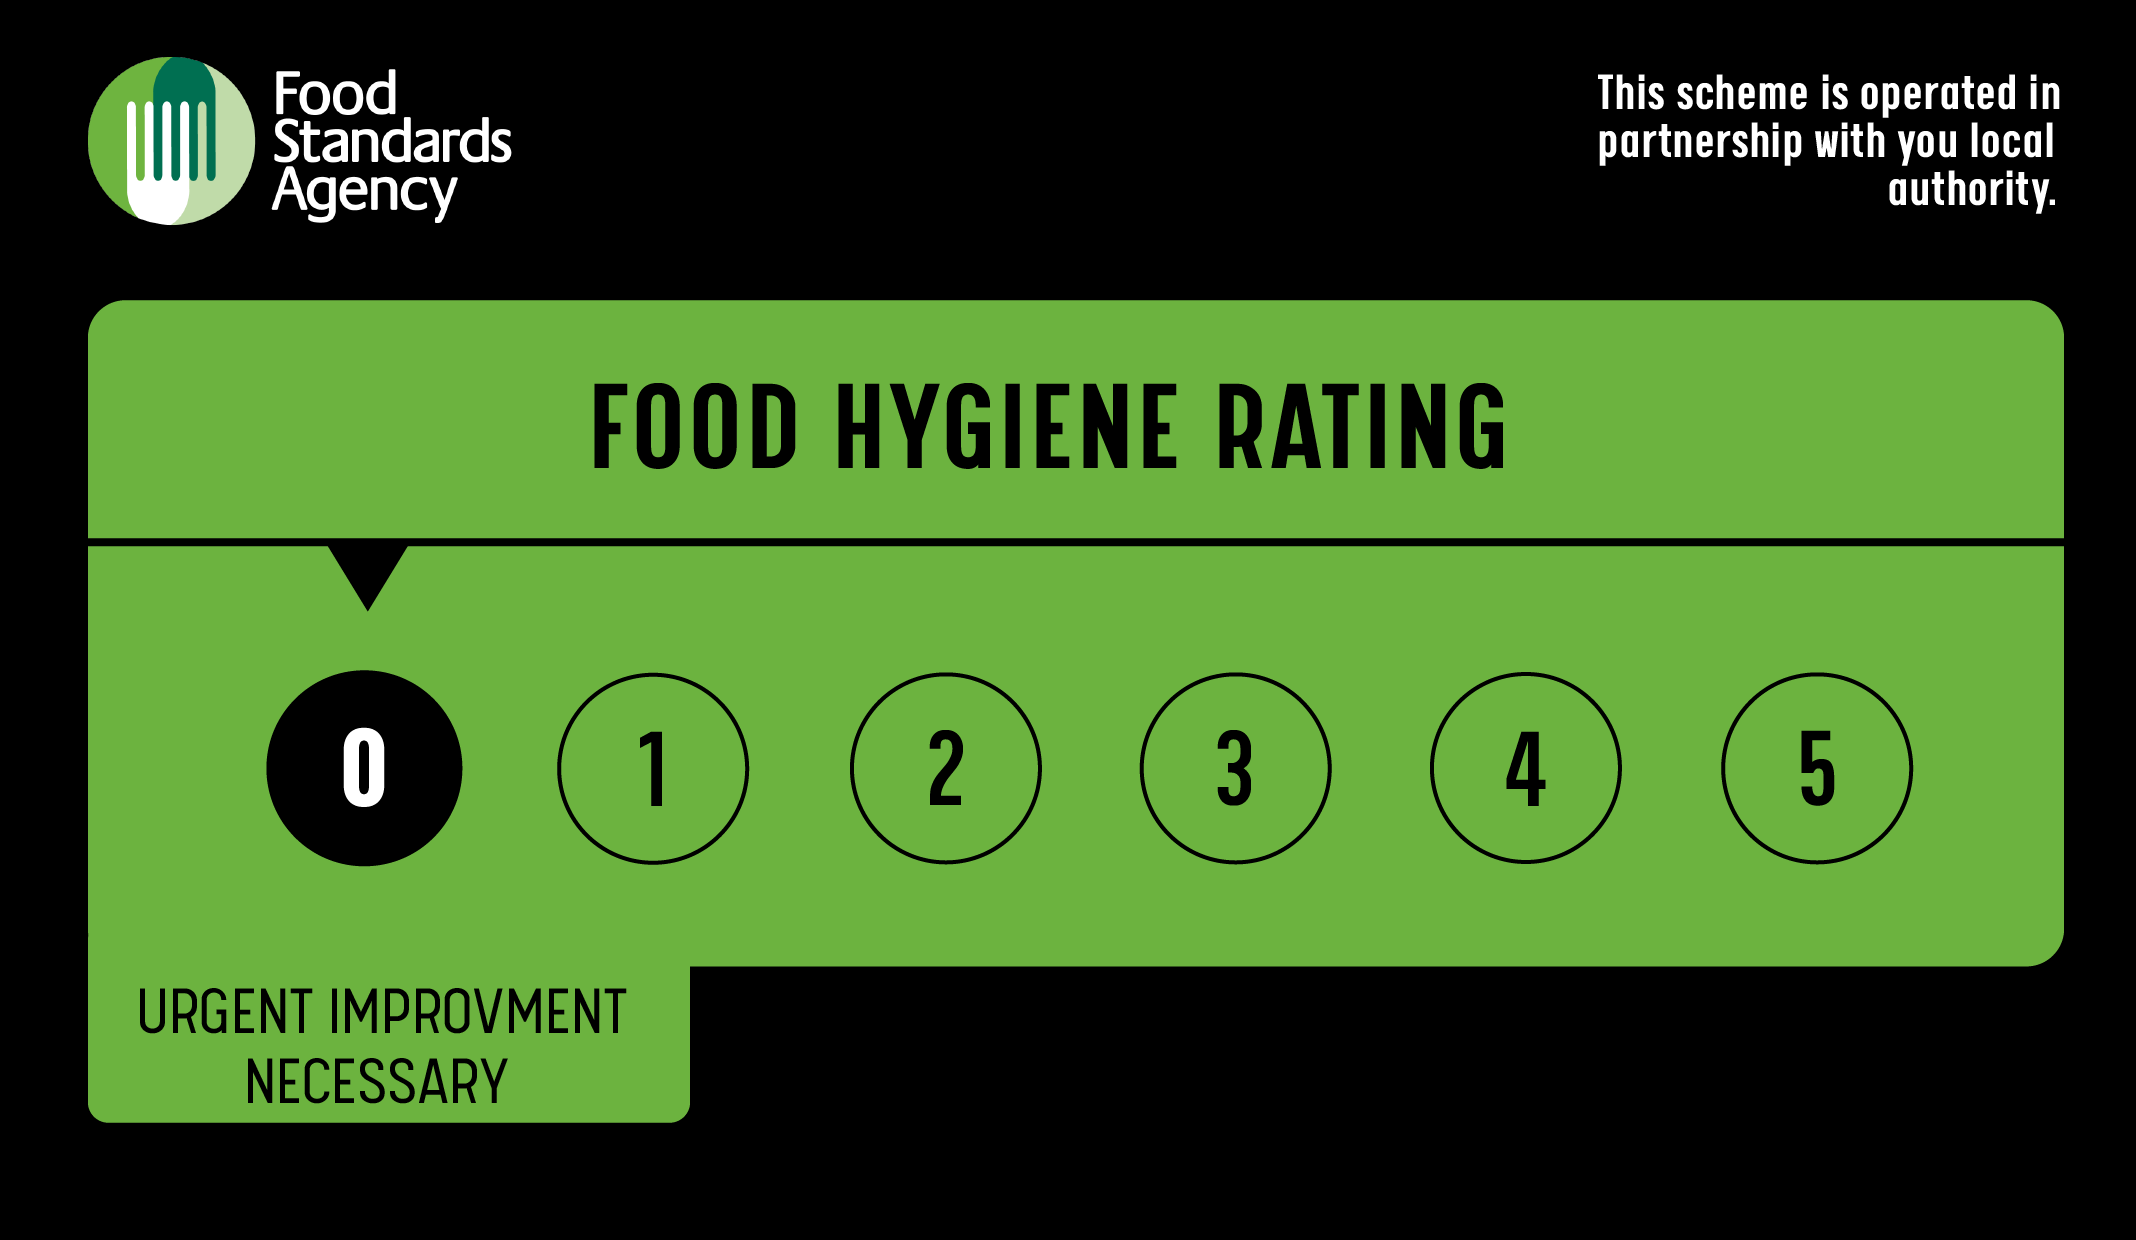 Food
Standards
Agency
This scheme is operated in
partnership with you local
authority.
FOOD HYGIENE RATING
0 1 2 3 4 5
URGENT IMPROVMENT
NECESSARY